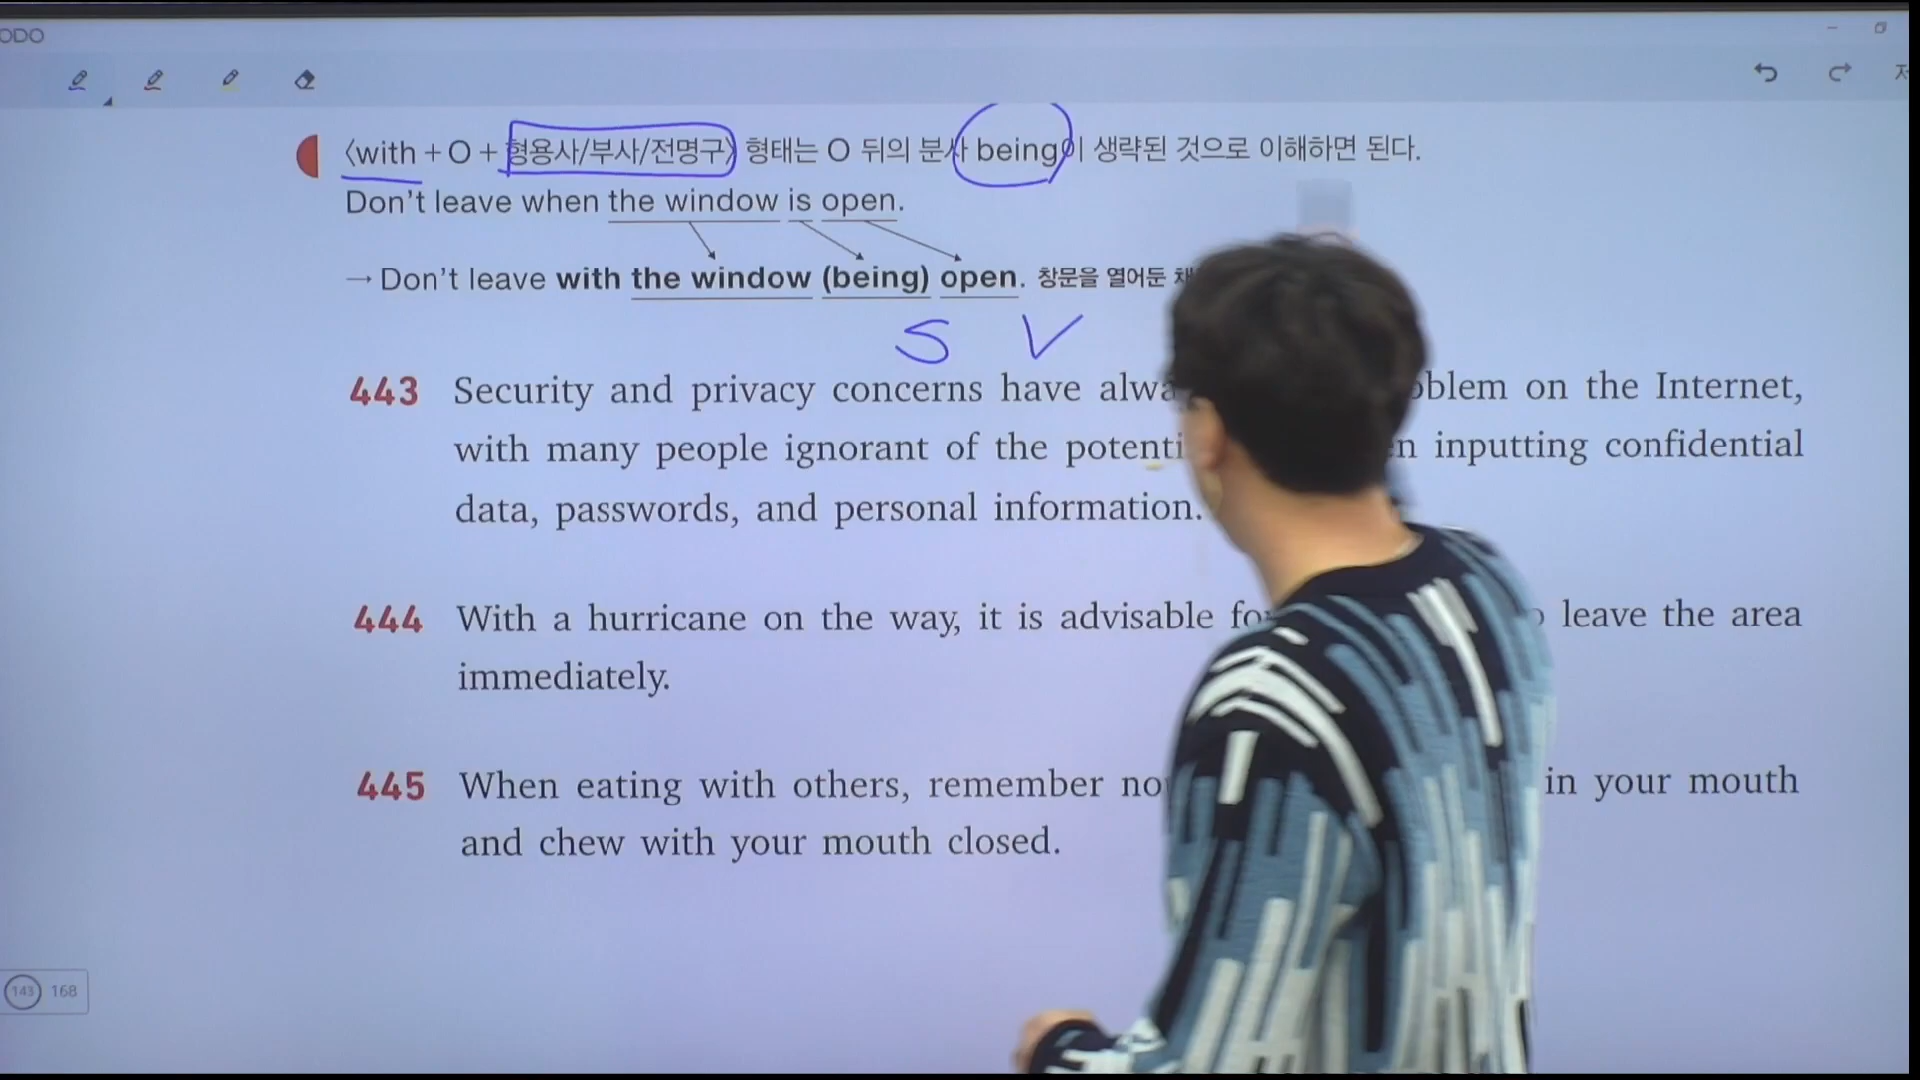 ODO
〈with + O + 형용사/부사/전명구〉 형태는 O 뒤의 분사 being이 생략된 것으로 이해하면 된다.
Don't leave when the window is open.
→ Don't leave with the window (being) open. 창문을 열어둔 채
S V
443 Security and privacy concerns have on the Internet,
with many people ignorant of the inputting confidential
data, passwords, and personal information.
444 With a hurricane on the way, it is advisable leave the area
immediately.
445 When eating with others, remember in your mouth
and chew with your mouth closed.
143 168